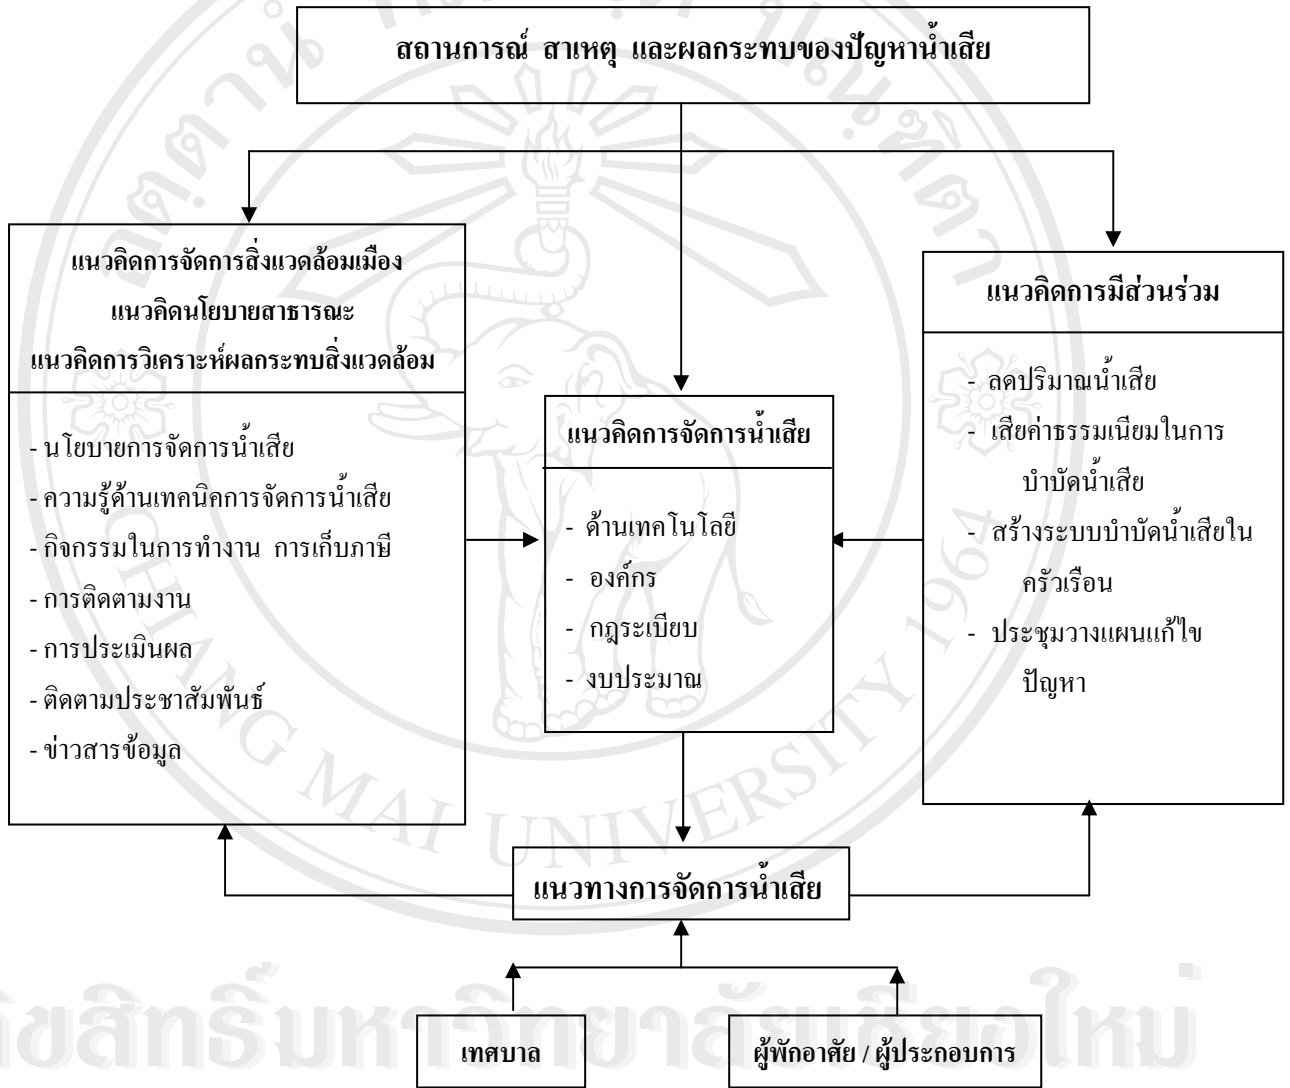 สถานการณ์ สาเหตุ และผลกระทบของปัญหาน้ำเสีย
แนวคิดการจัดการสิ่งแวดล้อมเมือง
แนวคิดนโยบายสาธารณะ
แนวคิดการวิเคราะห์ผลกระทบสิ่งแวดล้อม
- นโยบายการจัดการน้ำเสีย
- ความรู้ด้านเทคนิคการจัดการน้ำเสีย
- กิจกรรมในการทำงาน การเก็บภาษี
- การติดตามงาน
- การประเมินผล
- ติดตามประชาสัมพันธ์
- ข่าวสารข้อมูล
แนวคิดการจัดการน้ำเสีย
- ด้านเทคโนโลยี
- องค์กร
- กฎระเบียบ
- งบประมาณ
แนวคิดการมีส่วนร่วม
- ลดปริมาณน้ำเสีย
- เสียค่าธรรมเนียมในการ
บำบัดน้ำเสีย
- สร้างระบบบำบัดน้ำเสียใน
ครัวเรือน
- ประชุมวางแผนแก้ไข
ปัญหา
แนวทางการจัดการน้ำเสีย
เทศบาล
ผู้พักอาศัย / ผู้ประกอบการ
CHIANG MAI UNIVERSITY 1964
มหาวิทยาลัยเชียงใหม่